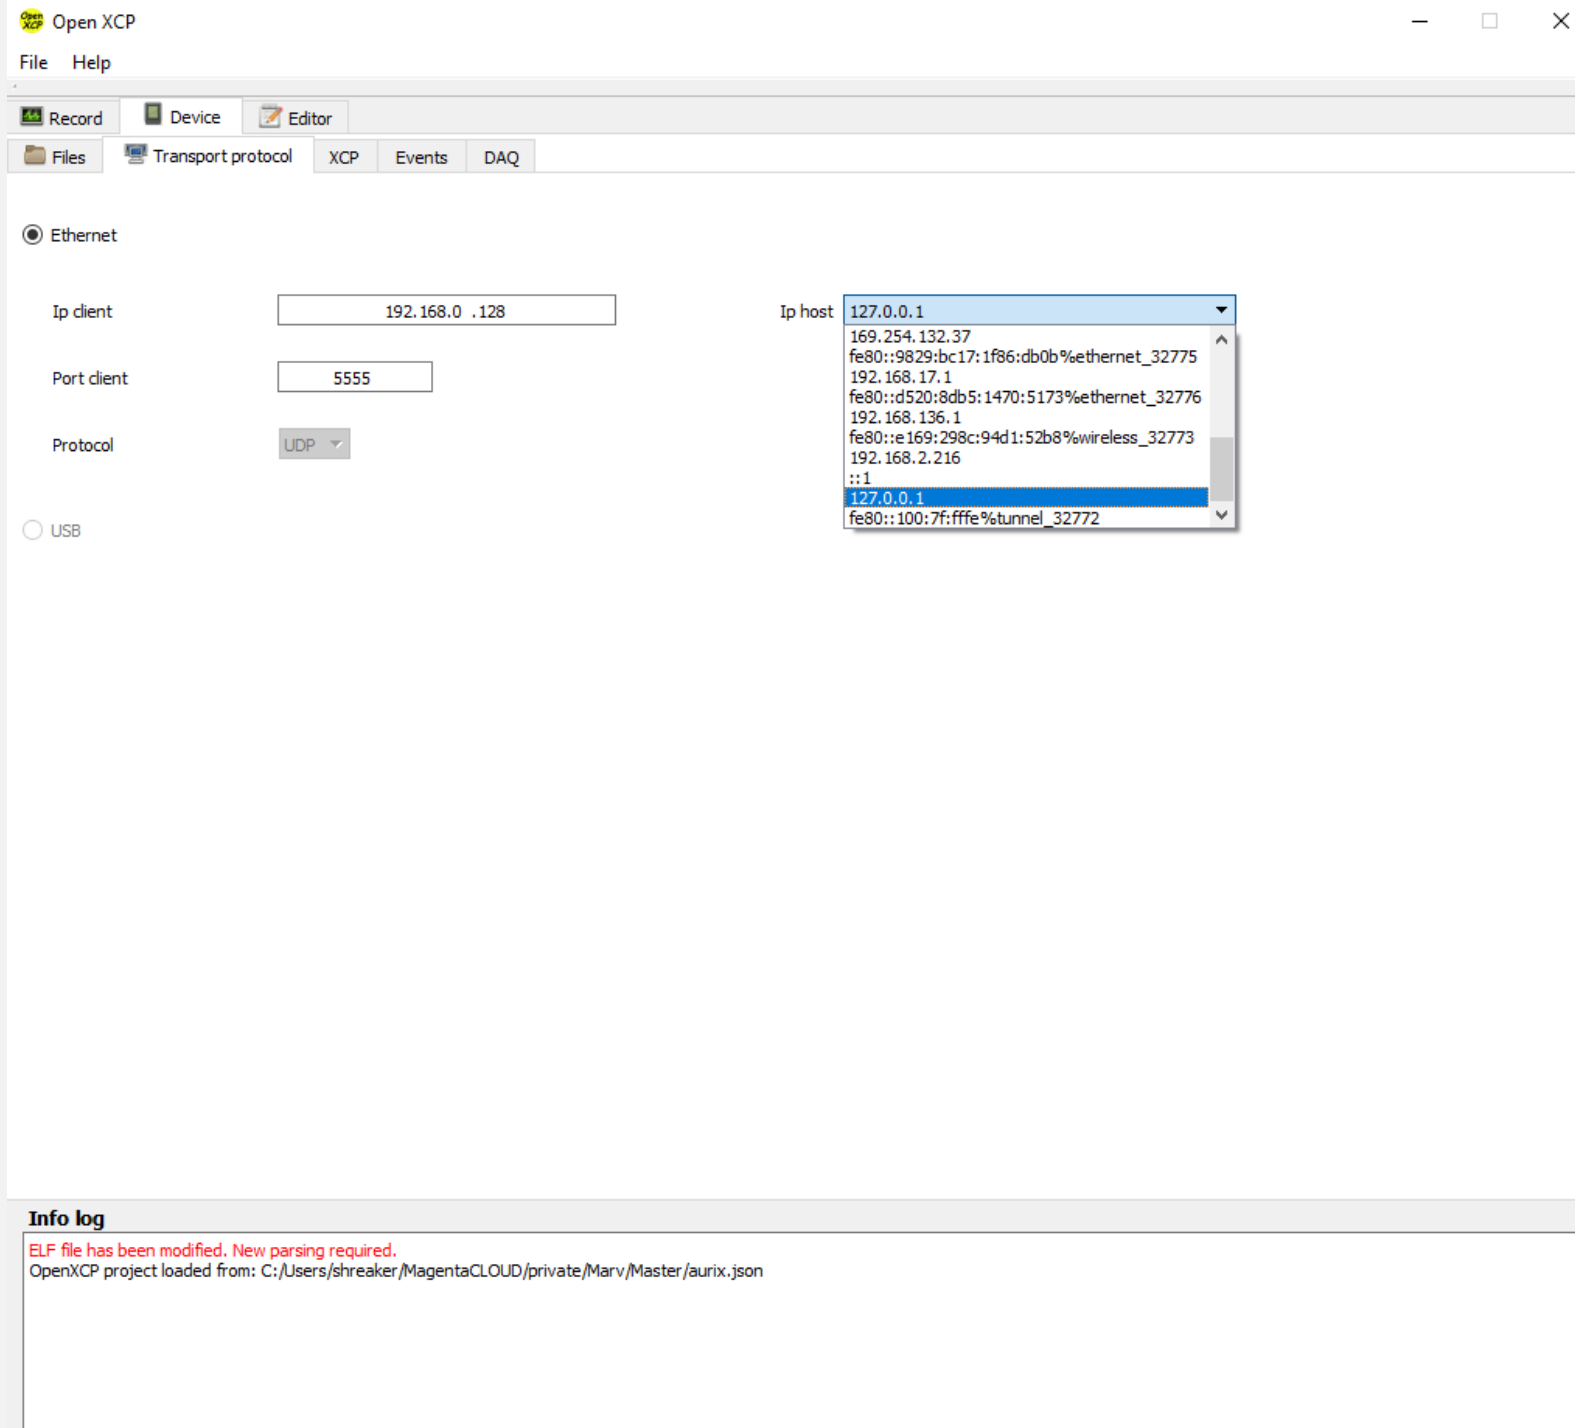 Open XCP
Open XCP
File Help
Record Device Editor
Files Transport protocol XCP Events DAQ
Ethernet
Ip client 192.168.0 .128 Ip host 127.0.0.1
169.254.132.37
fe80::9829:bc17:1f86:db0b%ethernet_32775
192.168.17.1
fe80::d520:8db5:1470:5173%ethernet_32776
192.168.136.1
fe80::e169:298c:94d1:52b8%wireless_32773
192.168.2.216
::1
127.0.0.1
fe80::100:7f:fffe%tunnel_32772
Port client 5555
Protocol UDP
USB
Info log
ELF file has been modified. New parsing required.
OpenXCP project loaded from: C:/Users/shreaker/MagentaCLOUD/private/Marv/Master/aurix.json